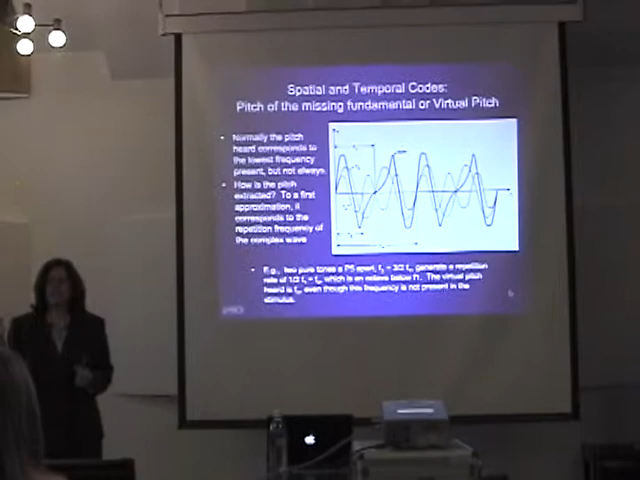 Spatial and Temporal Codes:
Pitch of the missing fundamental or Virtual Pitch
• Normally the pitch
heard corresponds to
the lowest frequency
present, but not always.
• How is the pitch
extracted? To a first
approximation, it
corresponds to the
repetition frequency of
the complex wave
• E.g., two pure tones a P5 apart, generate a repetition
rate of which is an octave below f1. The virtual pitch
heard is even though this frequency is not present in the
stimulus.